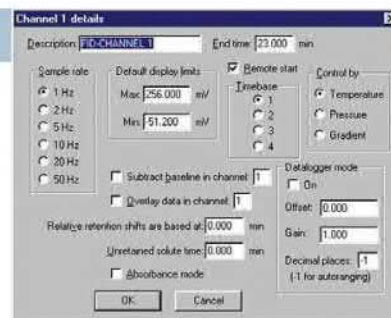 Channel 1 details
Description: FID-CHANNEL 1 End time: 23.000 min
Sample rate
1 Hz
2 Hz
5 Hz
10 Hz
20 Hz
50 Hz
Default display limits
Max: 256.000 mV
Min: -51.200 mV
Remote start
Timebase
1
2
3
4
Control by
Temperature
Pressure
Gradient
Subtract baseline in channel: 1
Overlay data in channel: 1
Relative retention shifts are based at: 0.000 min
Unretained solute time: 0.000 min
Absorbance mode
Datalogger mode
On
Offset: 0.000
Gain: 1.000
Decimal places: -1
(-1 for autoranging)
OK Cancel